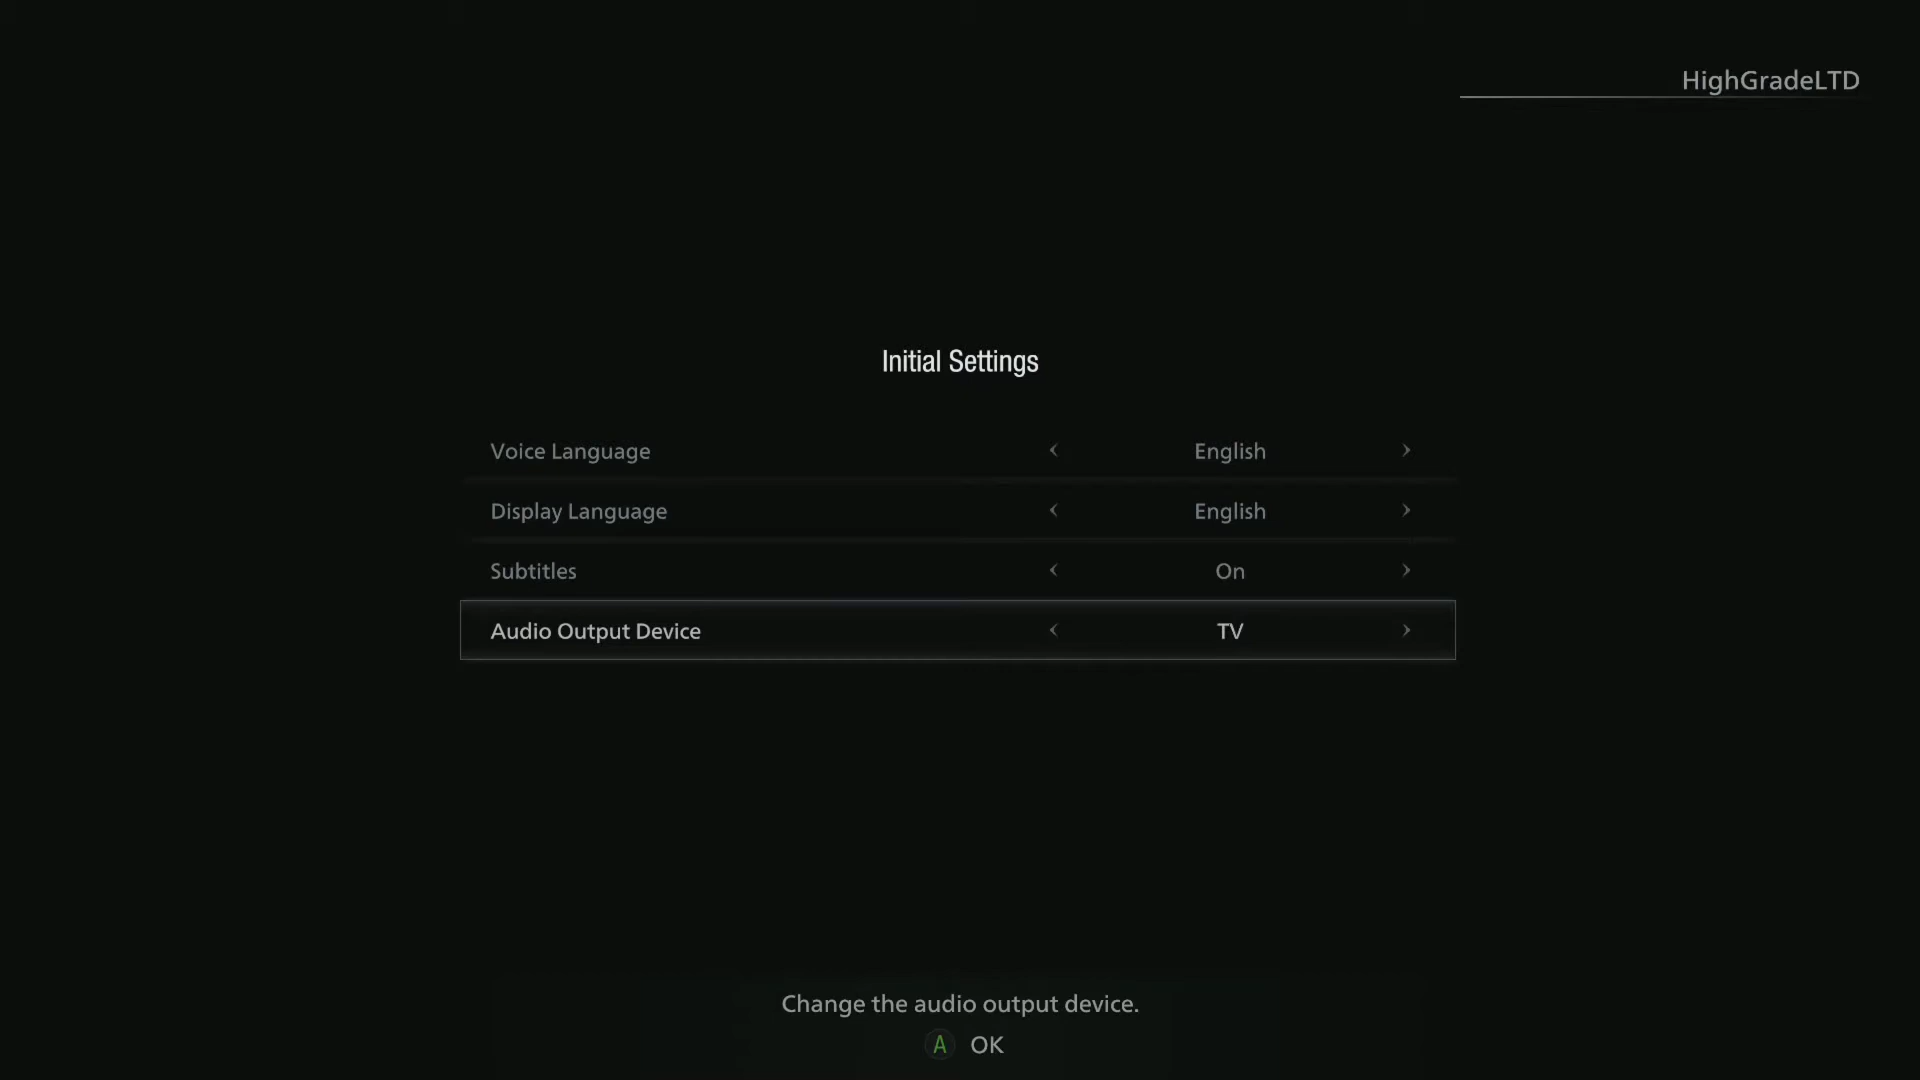 HighGradeLTD
Initial Settings
Voice Language < English >
Display Language < English >
Subtitles < On >
Audio Output Device < TV >
Change the audio output device.
A OK